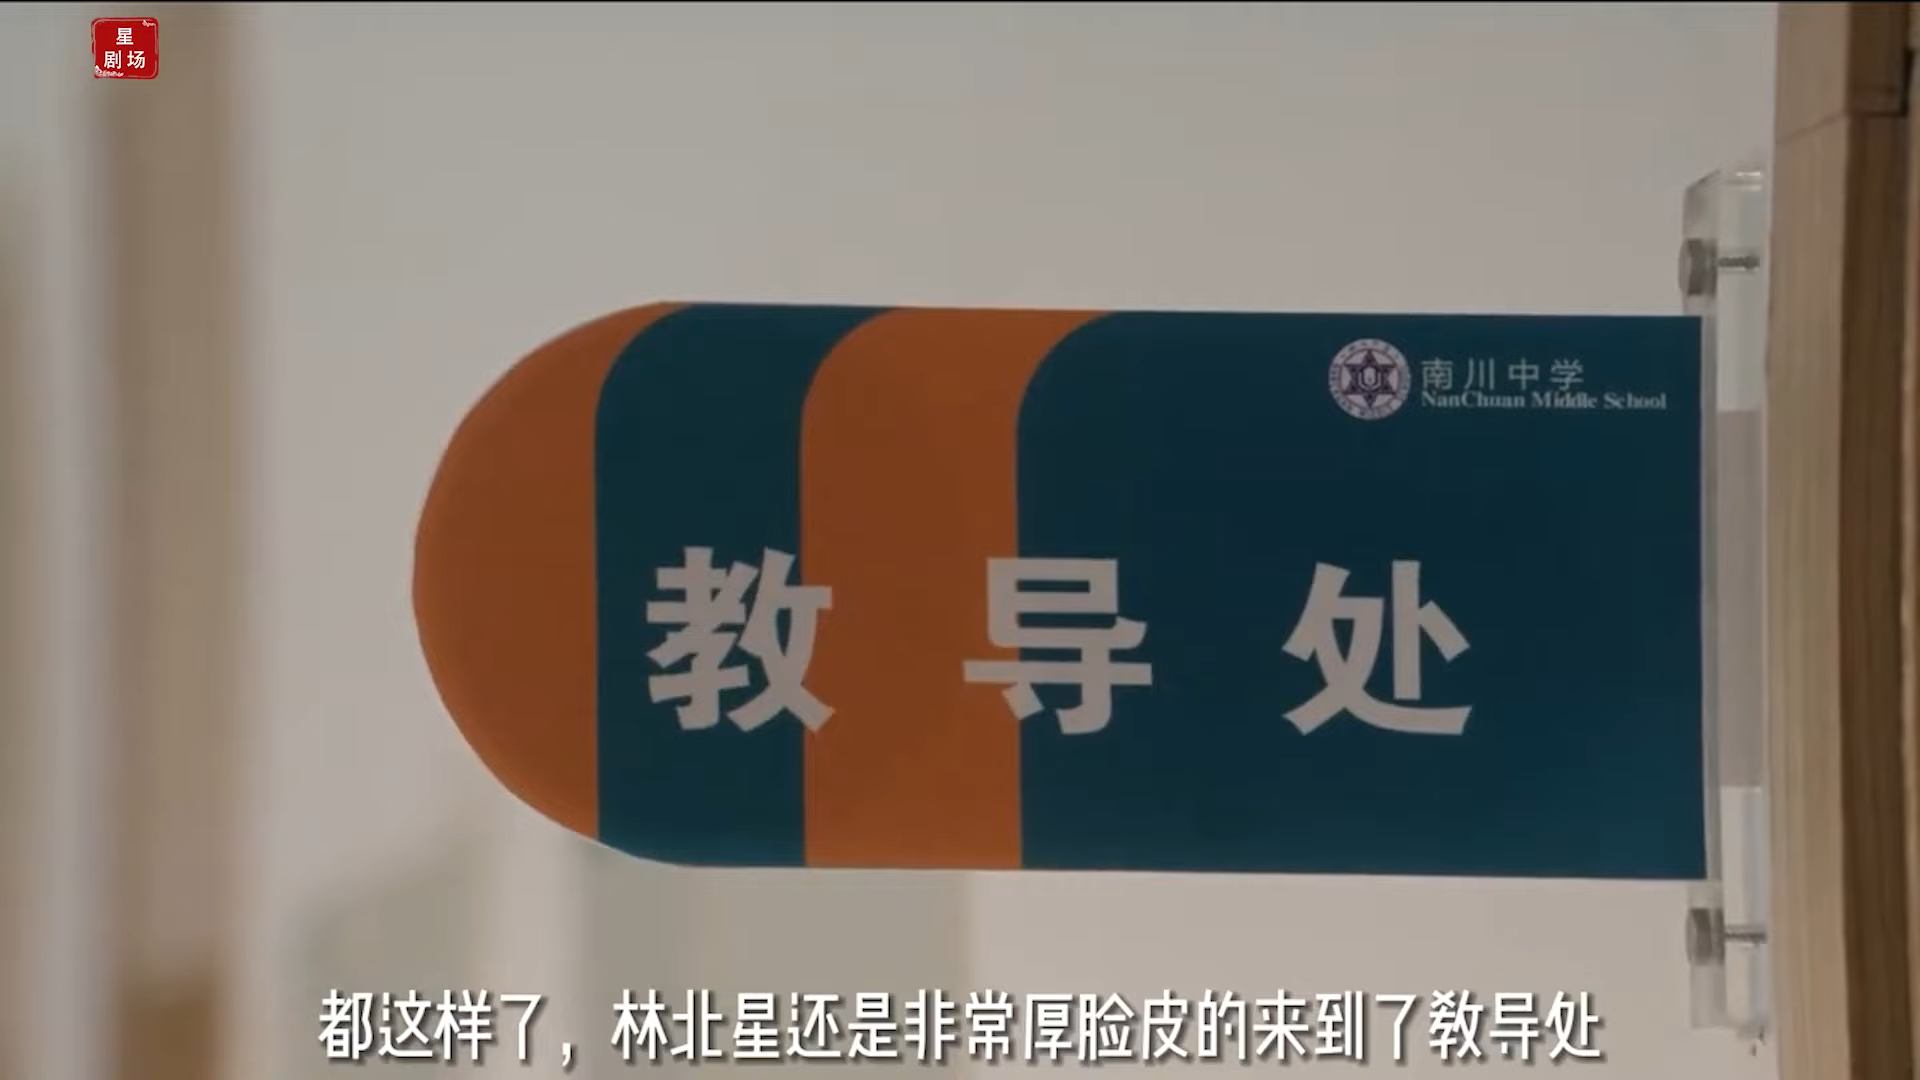 星
剧场
南川中学
NanChuan Middle School
教导处
都这样了，林北星还是非常厚脸皮的来到了教导处